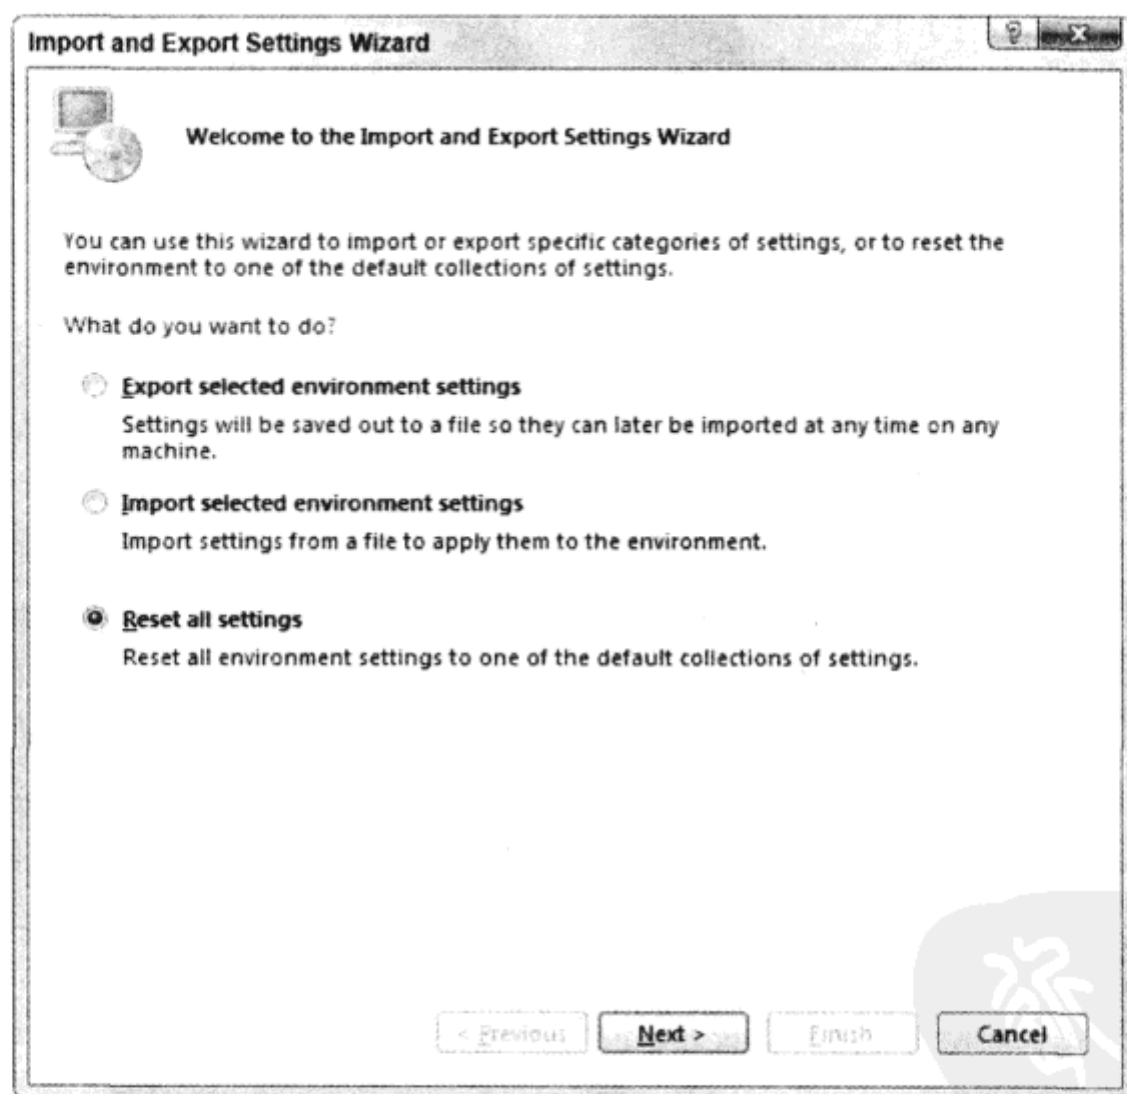 Import and Export Settings Wizard
Welcome to the Import and Export Settings Wizard
You can use this wizard to import or export specific categories of settings, or to reset the
environment to one of the default collections of settings.
What do you want to do?
Export selected environment settings
Settings will be saved out to a file so they can later be imported at any time on any
machine.
Import selected environment settings
Import settings from a file to apply them to the environment.
Reset all settings
Reset all environment settings to one of the default collections of settings.
< Previous Next > Finish Cancel